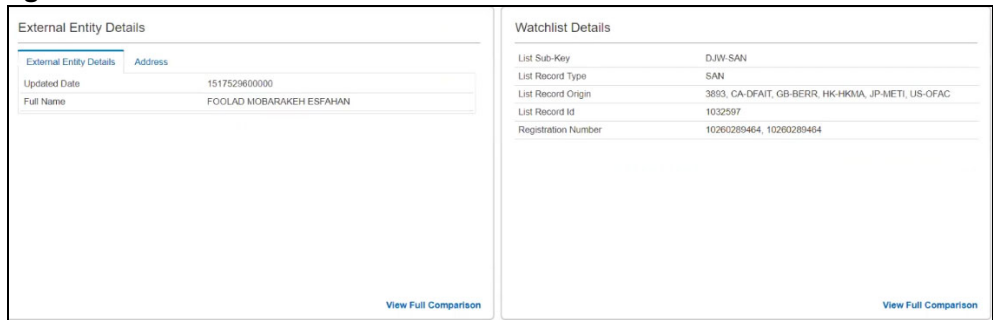 External Entity Details
External Entity Details Address
Updated Date 1517529600000
Full Name FOOLAD MOBARAKEH ESFAHAN
View Full Comparison
Watchlist Details
List Sub-Key DJW-SAN
List Record Type SAN
List Record Origin 3893, CA-DFAIT, GB-BERR, HK-HKMA, JP-METI, US-OFAC
List Record Id 1032597
Registration Number 10260289464, 10260289464
View Full Comparison